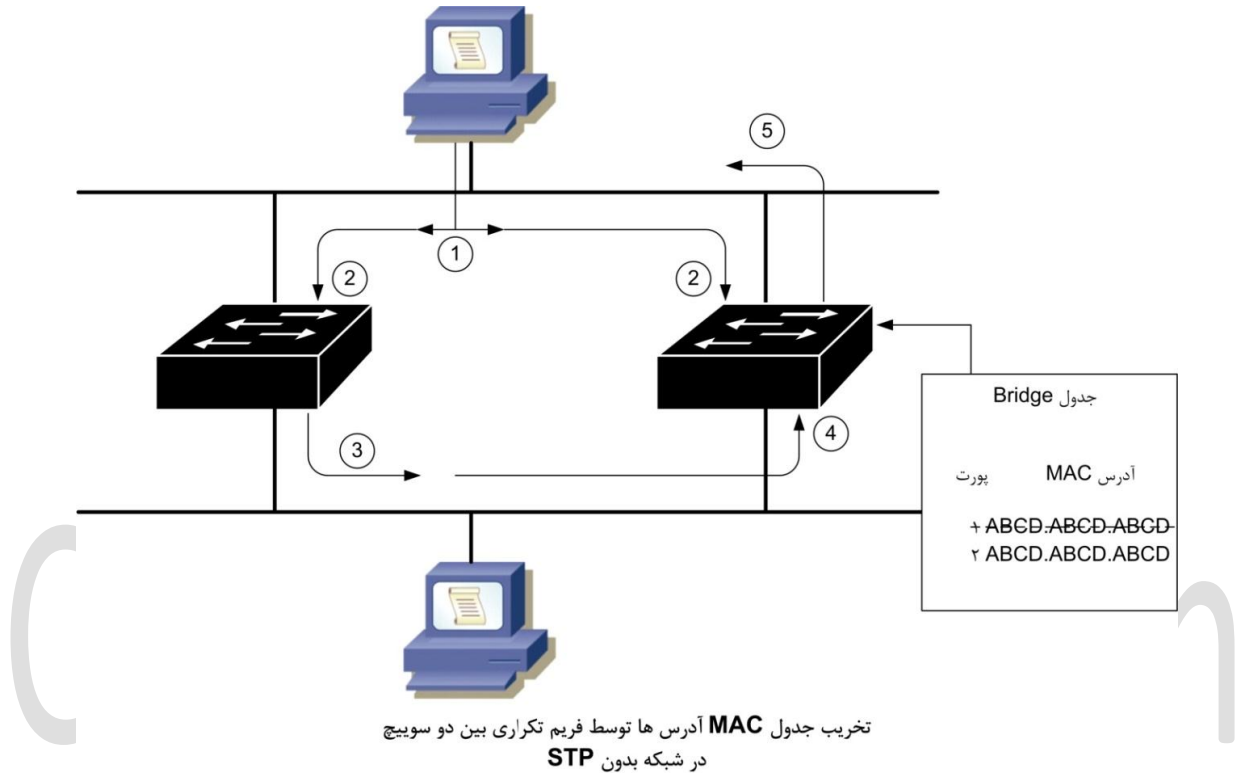 5
1
2
2
3
4
جدول Bridge
آدرس MAC پورت
۱ ABCD.ABCD.ABCD
۲ ABCD.ABCD.ABCD
تخریب جدول MAC آدرس ها توسط فریم تکراری بین دو سوییچ
در شبکه بدون STP